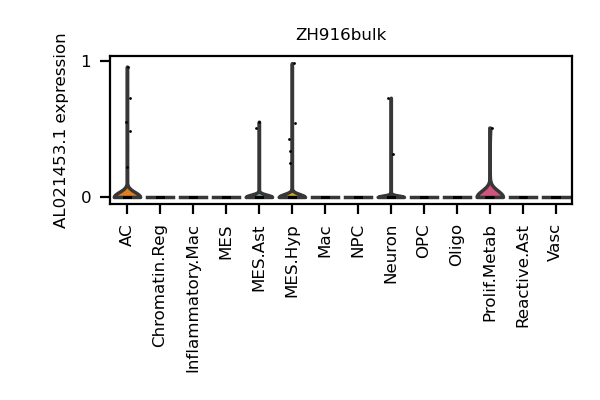 ZH916bulk
AL021453.1 expression
1
0
AC
Chromatin.Reg
Inflammatory.Mac
MES
MES.Ast
MES.Hyp
Mac
NPC
Neuron
OPC
Oligo
Prolif.Metab
Reactive.Ast
Vasc